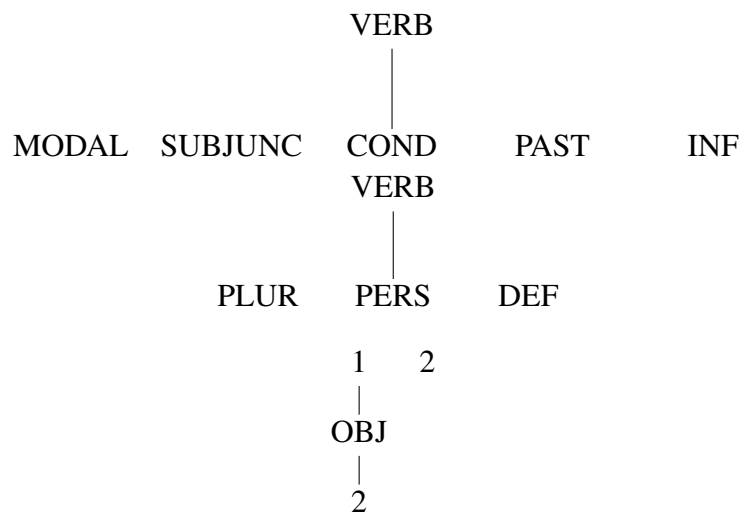 VERB
MODAL SUBJUNC COND PAST INF
VERB
PLUR PERS DEF
1 2
OBJ
2